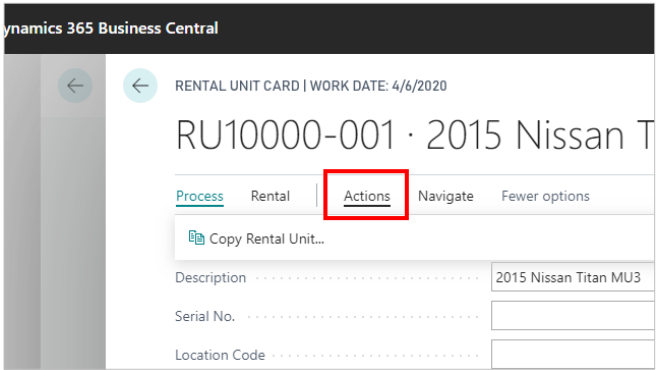 ynamics 365 Business Central
RENTAL UNIT CARD | WORK DATE: 4/6/2020
RU10000-001 · 2015 Nissan T
Process Rental Actions Navigate Fewer options
Copy Rental Unit...
Description 2015 Nissan Titan MU3
Serial No.
Location Code